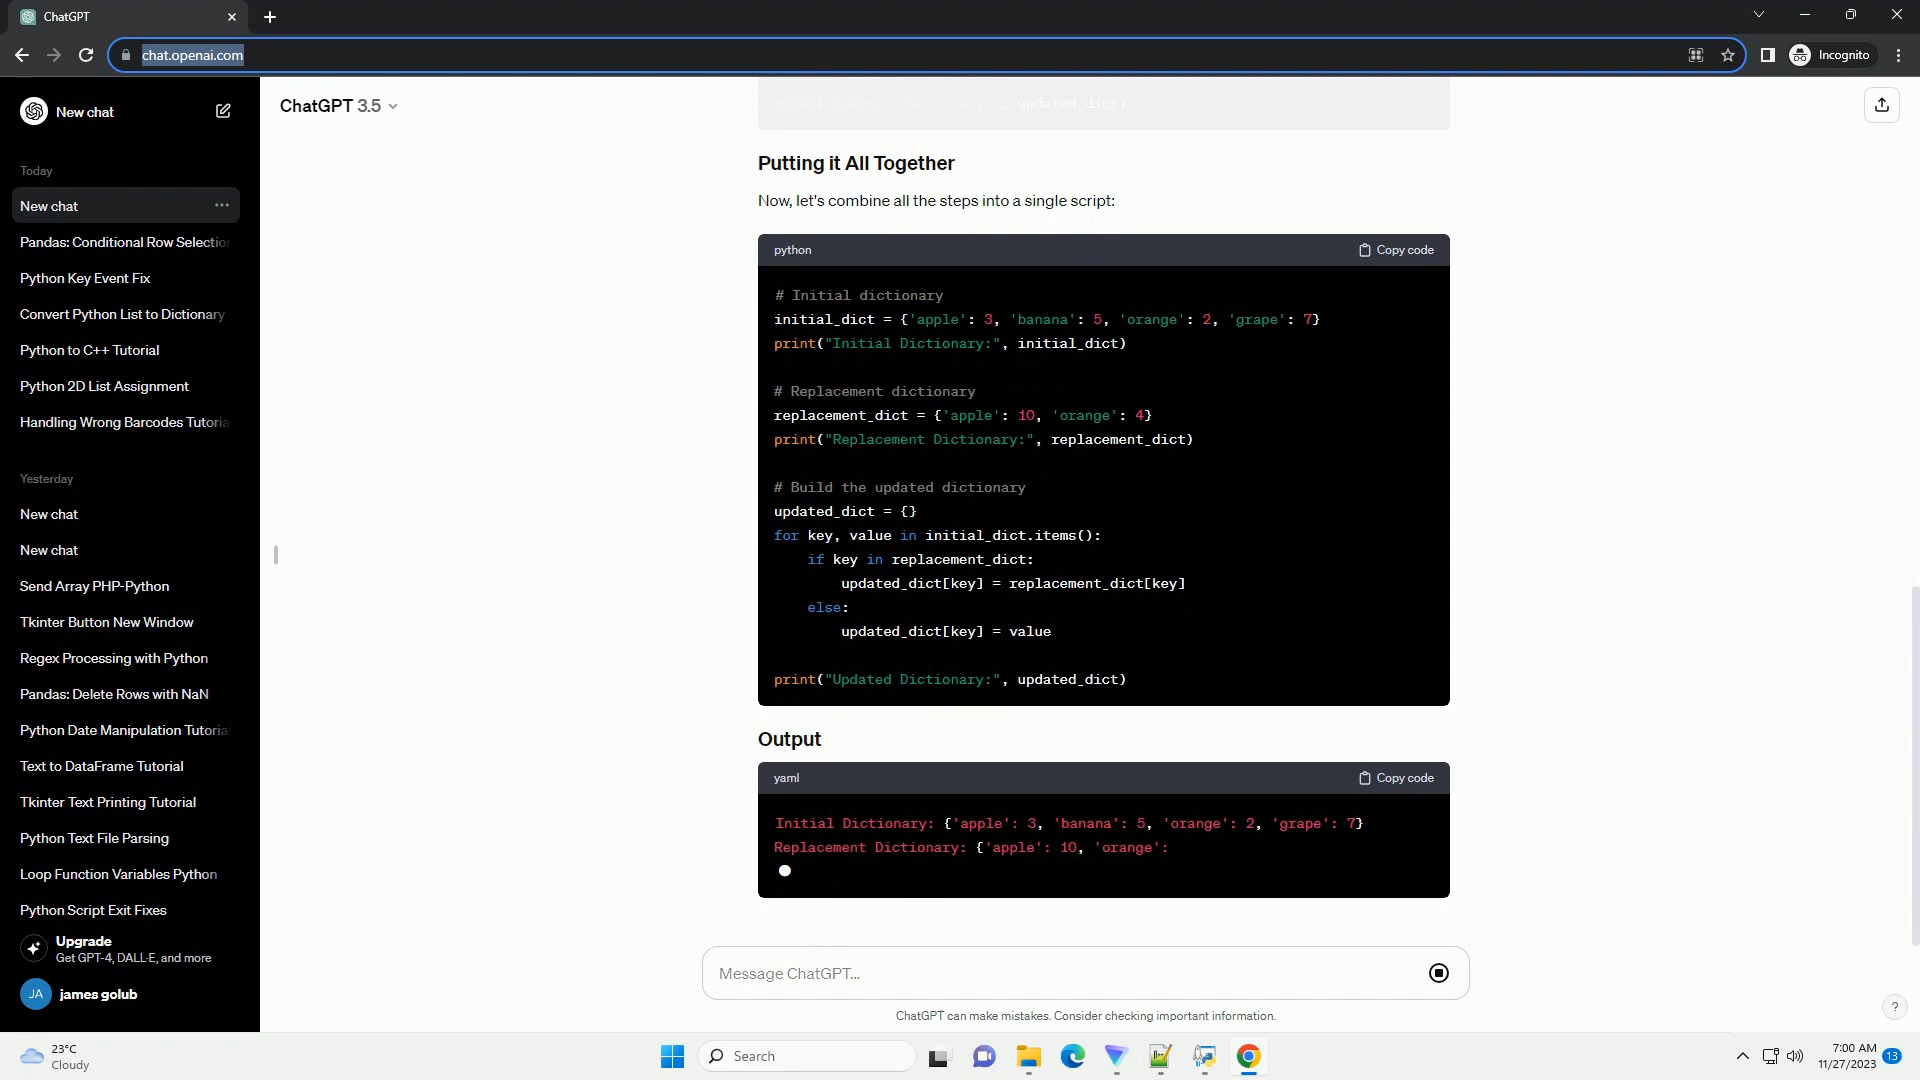 ChatGPT
chat.openai.com
Incognito
New chat
Today
New chat
Pandas: Conditional Row Selectio
Python Key Event Fix
Convert Python List to Dictionary
Python to C++ Tutorial
Python 2D List Assignment
Handling Wrong Barcodes Tutoria
Yesterday
New chat
New chat
Send Array PHP-Python
Tkinter Button New Window
Regex Processing with Python
Pandas: Delete Rows with NaN
Python Date Manipulation Tutorial
Text to DataFrame Tutorial
Tkinter Text Printing Tutorial
Python Text File Parsing
Loop Function Variables Python
Python Script Exit Fixes
Upgrade
Get GPT-4, DALL·E, and more
JA james golub
ChatGPT 3.5
, updated_dict)
Putting it All Together
Now, let's combine all the steps into a single script:
python Copy code
# Initial dictionary
initial_dict = {'apple': 3, 'banana': 5, 'orange': 2, 'grape': 7}
print("Initial Dictionary:", initial_dict)
# Replacement dictionary
replacement_dict = {'apple': 10, 'orange': 4}
print("Replacement Dictionary:", replacement_dict)
# Build the updated dictionary
updated_dict = {}
for key, value in initial_dict.items():
    if key in replacement_dict:
        updated_dict[key] = replacement_dict[key]
    else:
        updated_dict[key] = value
print("Updated Dictionary:", updated_dict)
Output
yaml Copy code
Initial Dictionary: {'apple': 3, 'banana': 5, 'orange': 2, 'grape': 7}
Replacement Dictionary: {'apple': 10, 'orange':
Message ChatGPT...
ChatGPT can make mistakes. Consider checking important information.
?
23°C
Cloudy
Search
7:00 AM
11/27/2023
13